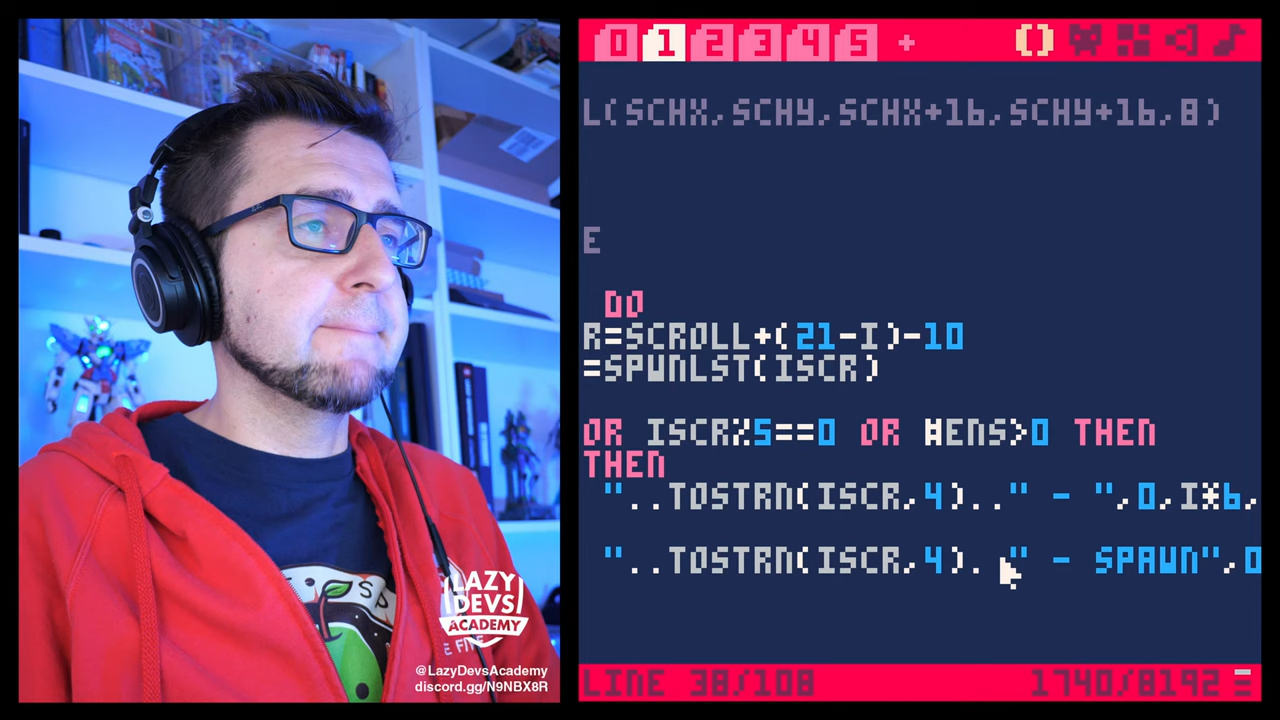 0 1 2 3 4 5 +
L(SCHX,SCHY,SCHX+16,SCHY+16,8)
E
DO
R=SCROLL+(21-I)-10
=SPWNLST(ISCR)
OR ISCR%5==0 OR #ENS>0 THEN
THEN
"..TOSTRN(ISCR,4).." - ",0,I*6,
"..TOSTRN(ISCR,4). " - SPAWN",0
LINE 38/108
1740/8192
LAZY
DEVS
ACADEMY
@LazyDevsAcademy
discord.gg/N9NBX8R